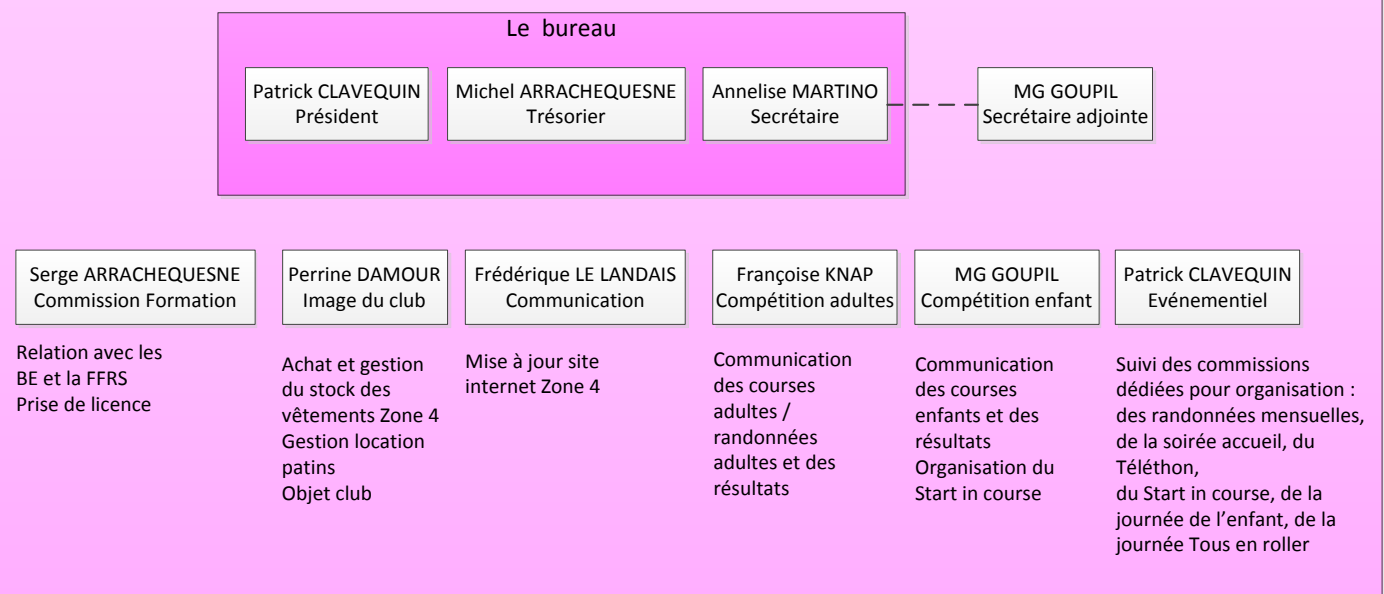 Le bureau
Patrick CLAVEQUIN
Président
Michel ARRACHEQUESNE
Trésorier
Annelise MARTINO
Secrétaire
MG GOUPIL
Secrétaire adjointe
Serge ARRACHEQUESNE
Commission Formation
Relation avec les
BE et la FFRS
Prise de licence
Perrine DAMOUR
Image du club
Achat et gestion
du stock des
vêtements Zone 4
Gestion location
patins
Objet club
Frédérique LE LANDAIS
Communication
Mise à jour site
internet Zone 4
Françoise KNAP
Compétition adultes
Communication
des courses
adultes /
randonnées
adultes et des
résultats
MG GOUPIL
Compétition enfant
Communication
des courses
enfants et des
résultats
Organisation du
Start in course
Patrick CLAVEQUIN
Evénementiel
Suivi des commissions
dédiées pour organisation :
des randonnées mensuelles,
de la soirée accueil, du
Téléthon,
du Start in course, de la
journée de l’enfant, de la
journée Tous en roller